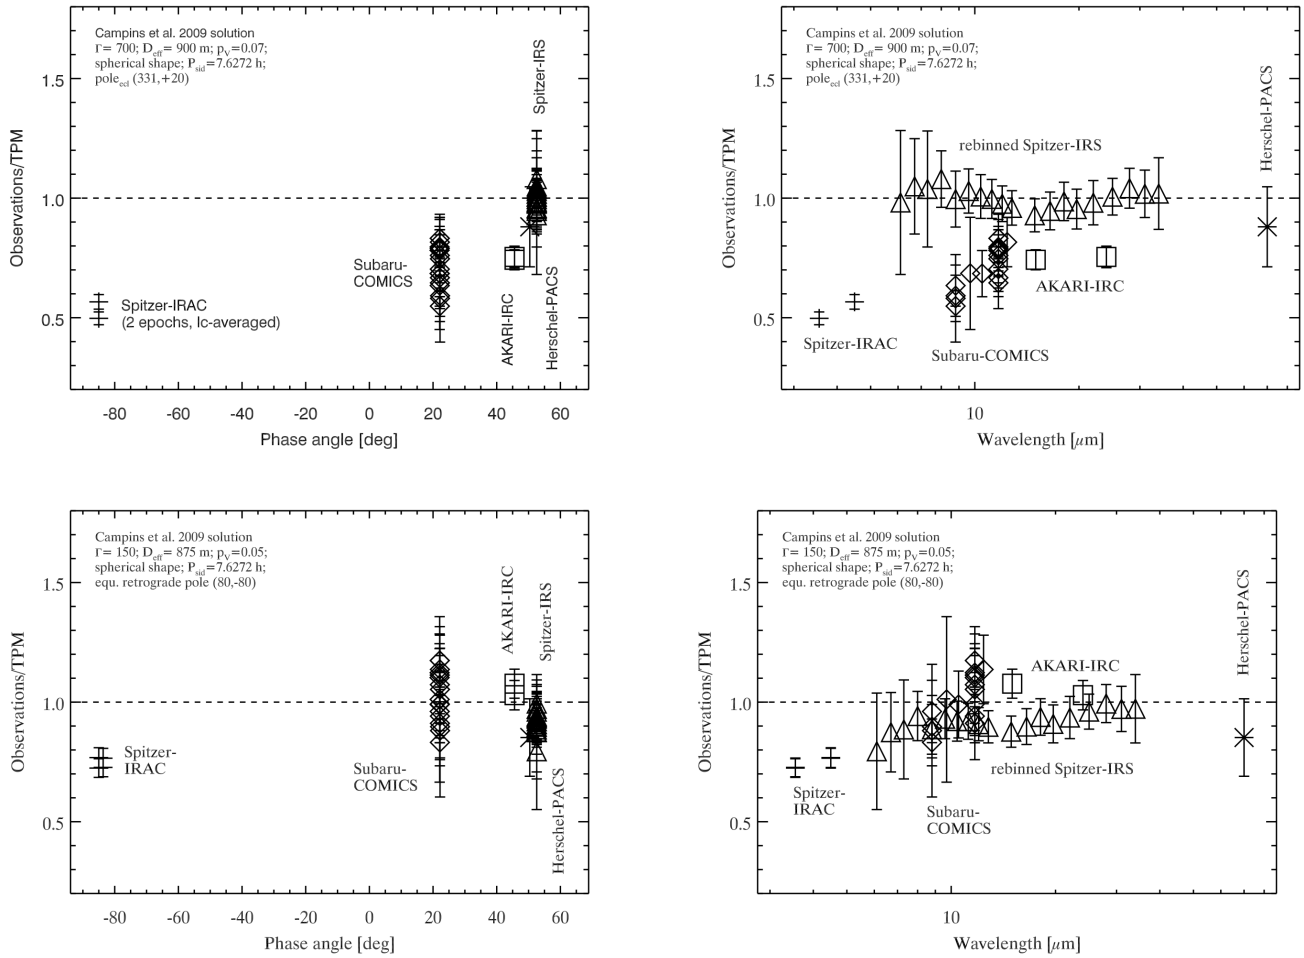 Campins et al. 2009 solution
Γ= 700; D_eff= 900 m; p_V=0.07;
spherical shape; P_sid=7.6272 h;
pole_ecl (331,+20)
Spitzer-IRS
Subaru-
COMICS
Spitzer-IRAC
(2 epochs, lc-averaged)
AKARI-IRC
Herschel-PACS
1.5
1.0
0.5
Observations/TPM
-80 -60 -40 -20 0 20 40 60
Phase angle [deg]
Campins et al. 2009 solution
Γ= 700; D_eff= 900 m; p_V=0.07;
spherical shape; P_sid=7.6272 h;
pole_ecl (331,+20)
Herschel-PACS
rebinned Spitzer-IRS
AKARI-IRC
Spitzer-IRAC
Subaru-COMICS
1.5
1.0
0.5
Observations/TPM
10
Wavelength [μm]
Campins et al. 2009 solution
Γ= 150; D_eff= 875 m; p_V=0.05;
spherical shape; P_sid=7.6272 h;
equ. retrograde pole (80,-80)
AKARI-IRC
Spitzer-IRS
Spitzer-
IRAC
Subaru-
COMICS
Herschel-PACS
1.5
1.0
0.5
Observations/TPM
-80 -60 -40 -20 0 20 40 60
Phase angle [deg]
Campins et al. 2009 solution
Γ= 150; D_eff= 875 m; p_V=0.05;
spherical shape; P_sid=7.6272 h;
equ. retrograde pole (80,-80)
Herschel-PACS
AKARI-IRC
rebinned Spitzer-IRS
Spitzer-
IRAC
Subaru-
COMICS
1.5
1.0
0.5
Observations/TPM
10
Wavelength [μm]